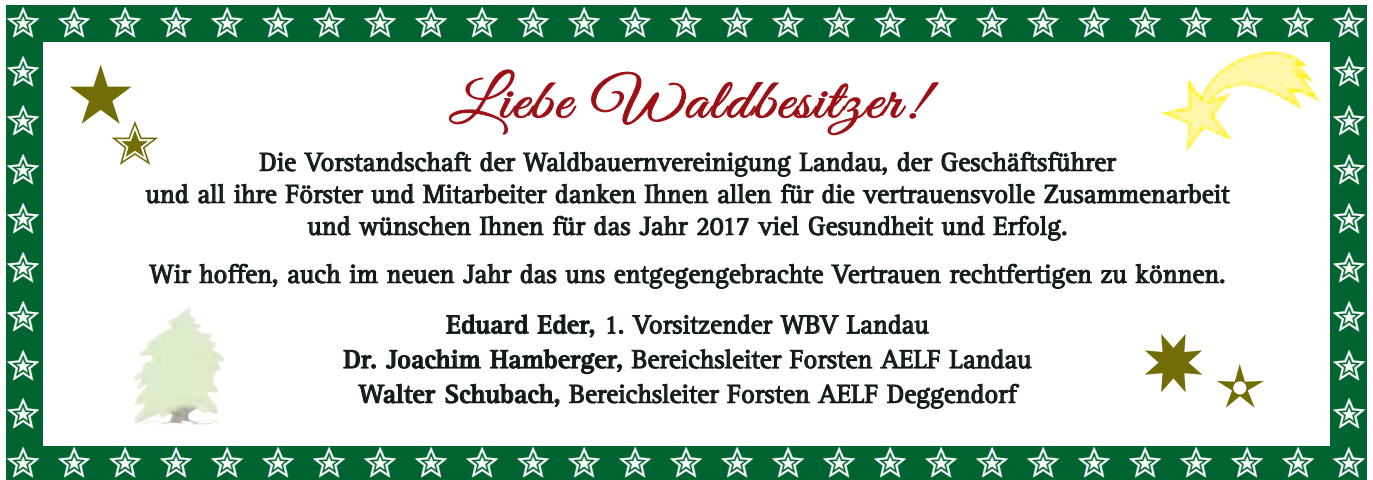 Liebe Waldbesitzer!
Die Vorstandschaft der Waldbauernvereinigung Landau, der Geschäftsführer
und all ihre Förster und Mitarbeiter danken Ihnen allen für die vertrauensvolle Zusammenarbeit
und wünschen Ihnen für das Jahr 2017 viel Gesundheit und Erfolg.
Wir hoffen, auch im neuen Jahr das uns entgegengebrachte Vertrauen rechtfertigen zu können.
Eduard Eder, 1. Vorsitzender WBV Landau
Dr. Joachim Hamberger, Bereichsleiter Forsten AELF Landau
Walter Schubach, Bereichsleiter Forsten AELF Deggendorf